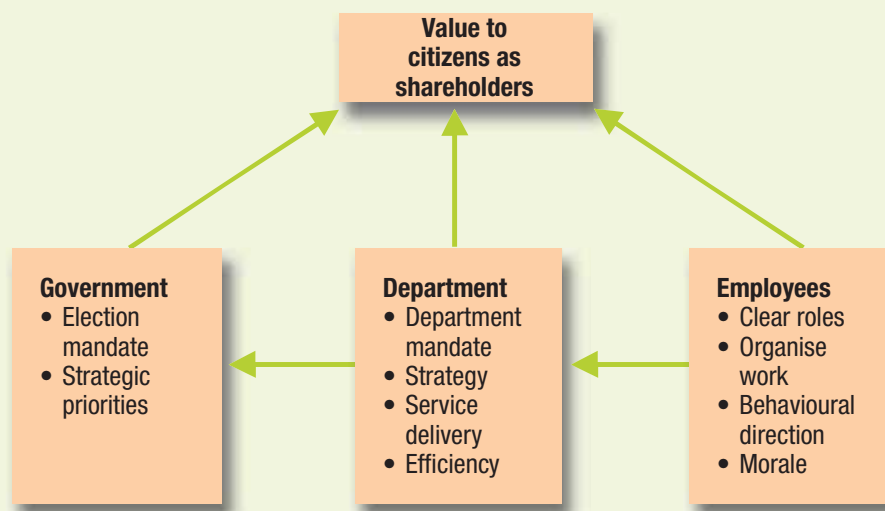 Value to
citizens as
shareholders
Government
• Election
mandate
• Strategic
priorities
Department
• Department
mandate
• Strategy
• Service
delivery
• Efficiency
Employees
• Clear roles
• Organise
work
• Behavioural
direction
• Morale